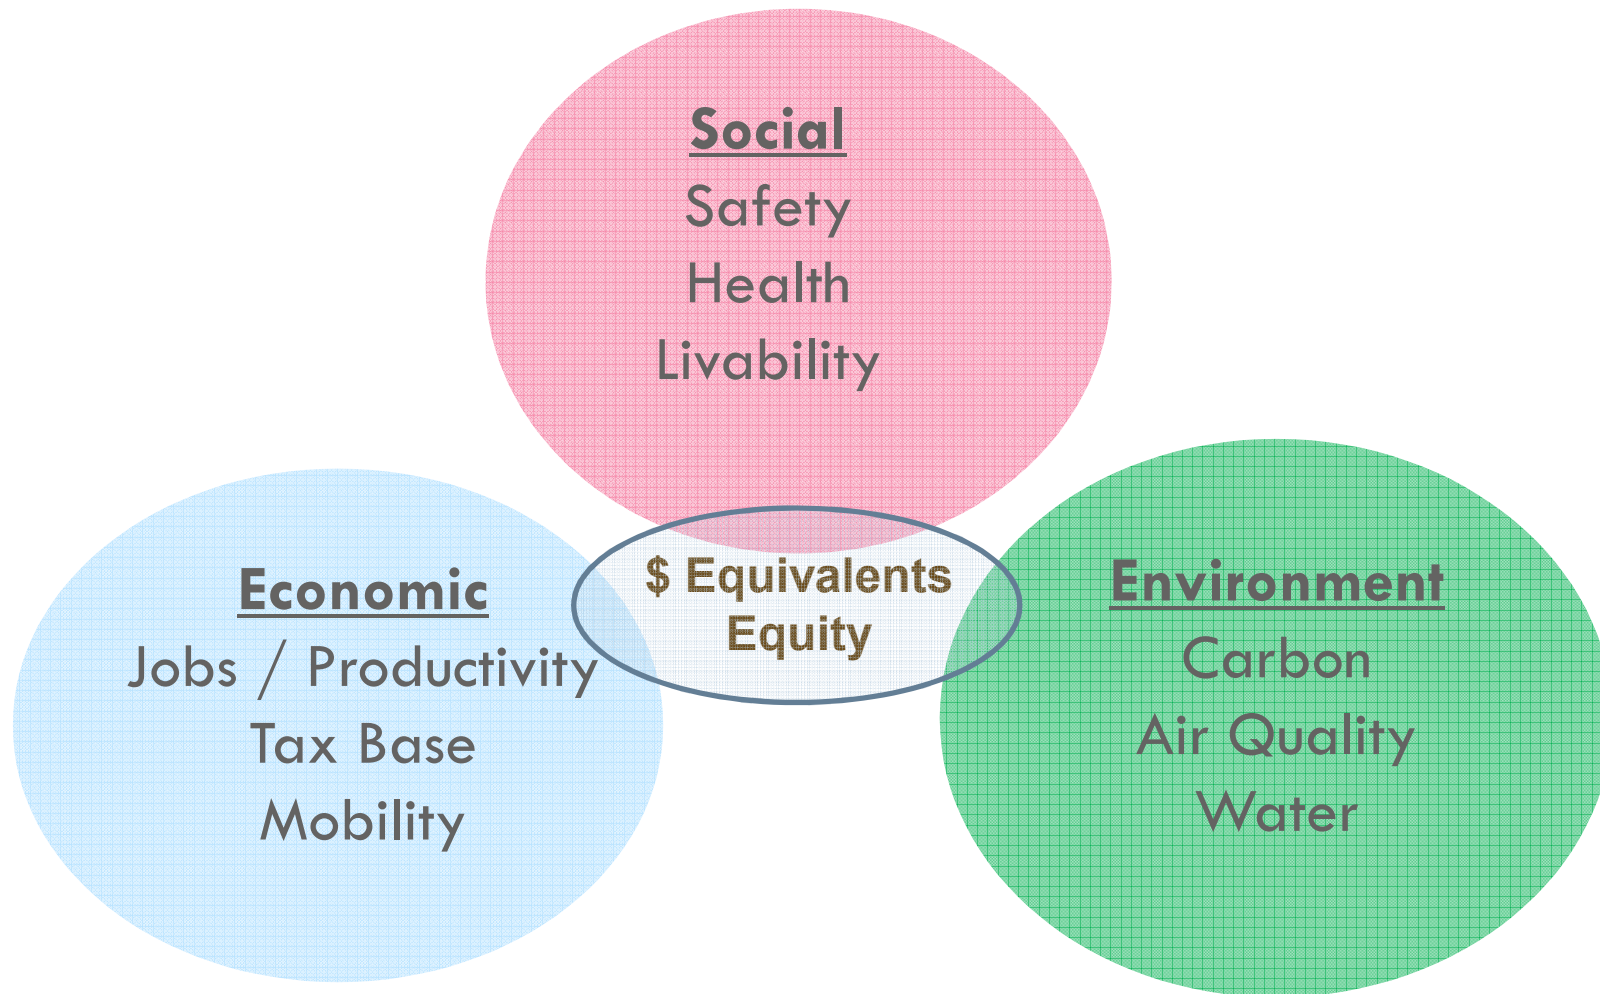 Social
Safety
Health
Livability
$ Equivalents
Equity
Economic
Jobs / Productivity
Tax Base
Mobility
Environment
Carbon
Air Quality
Water